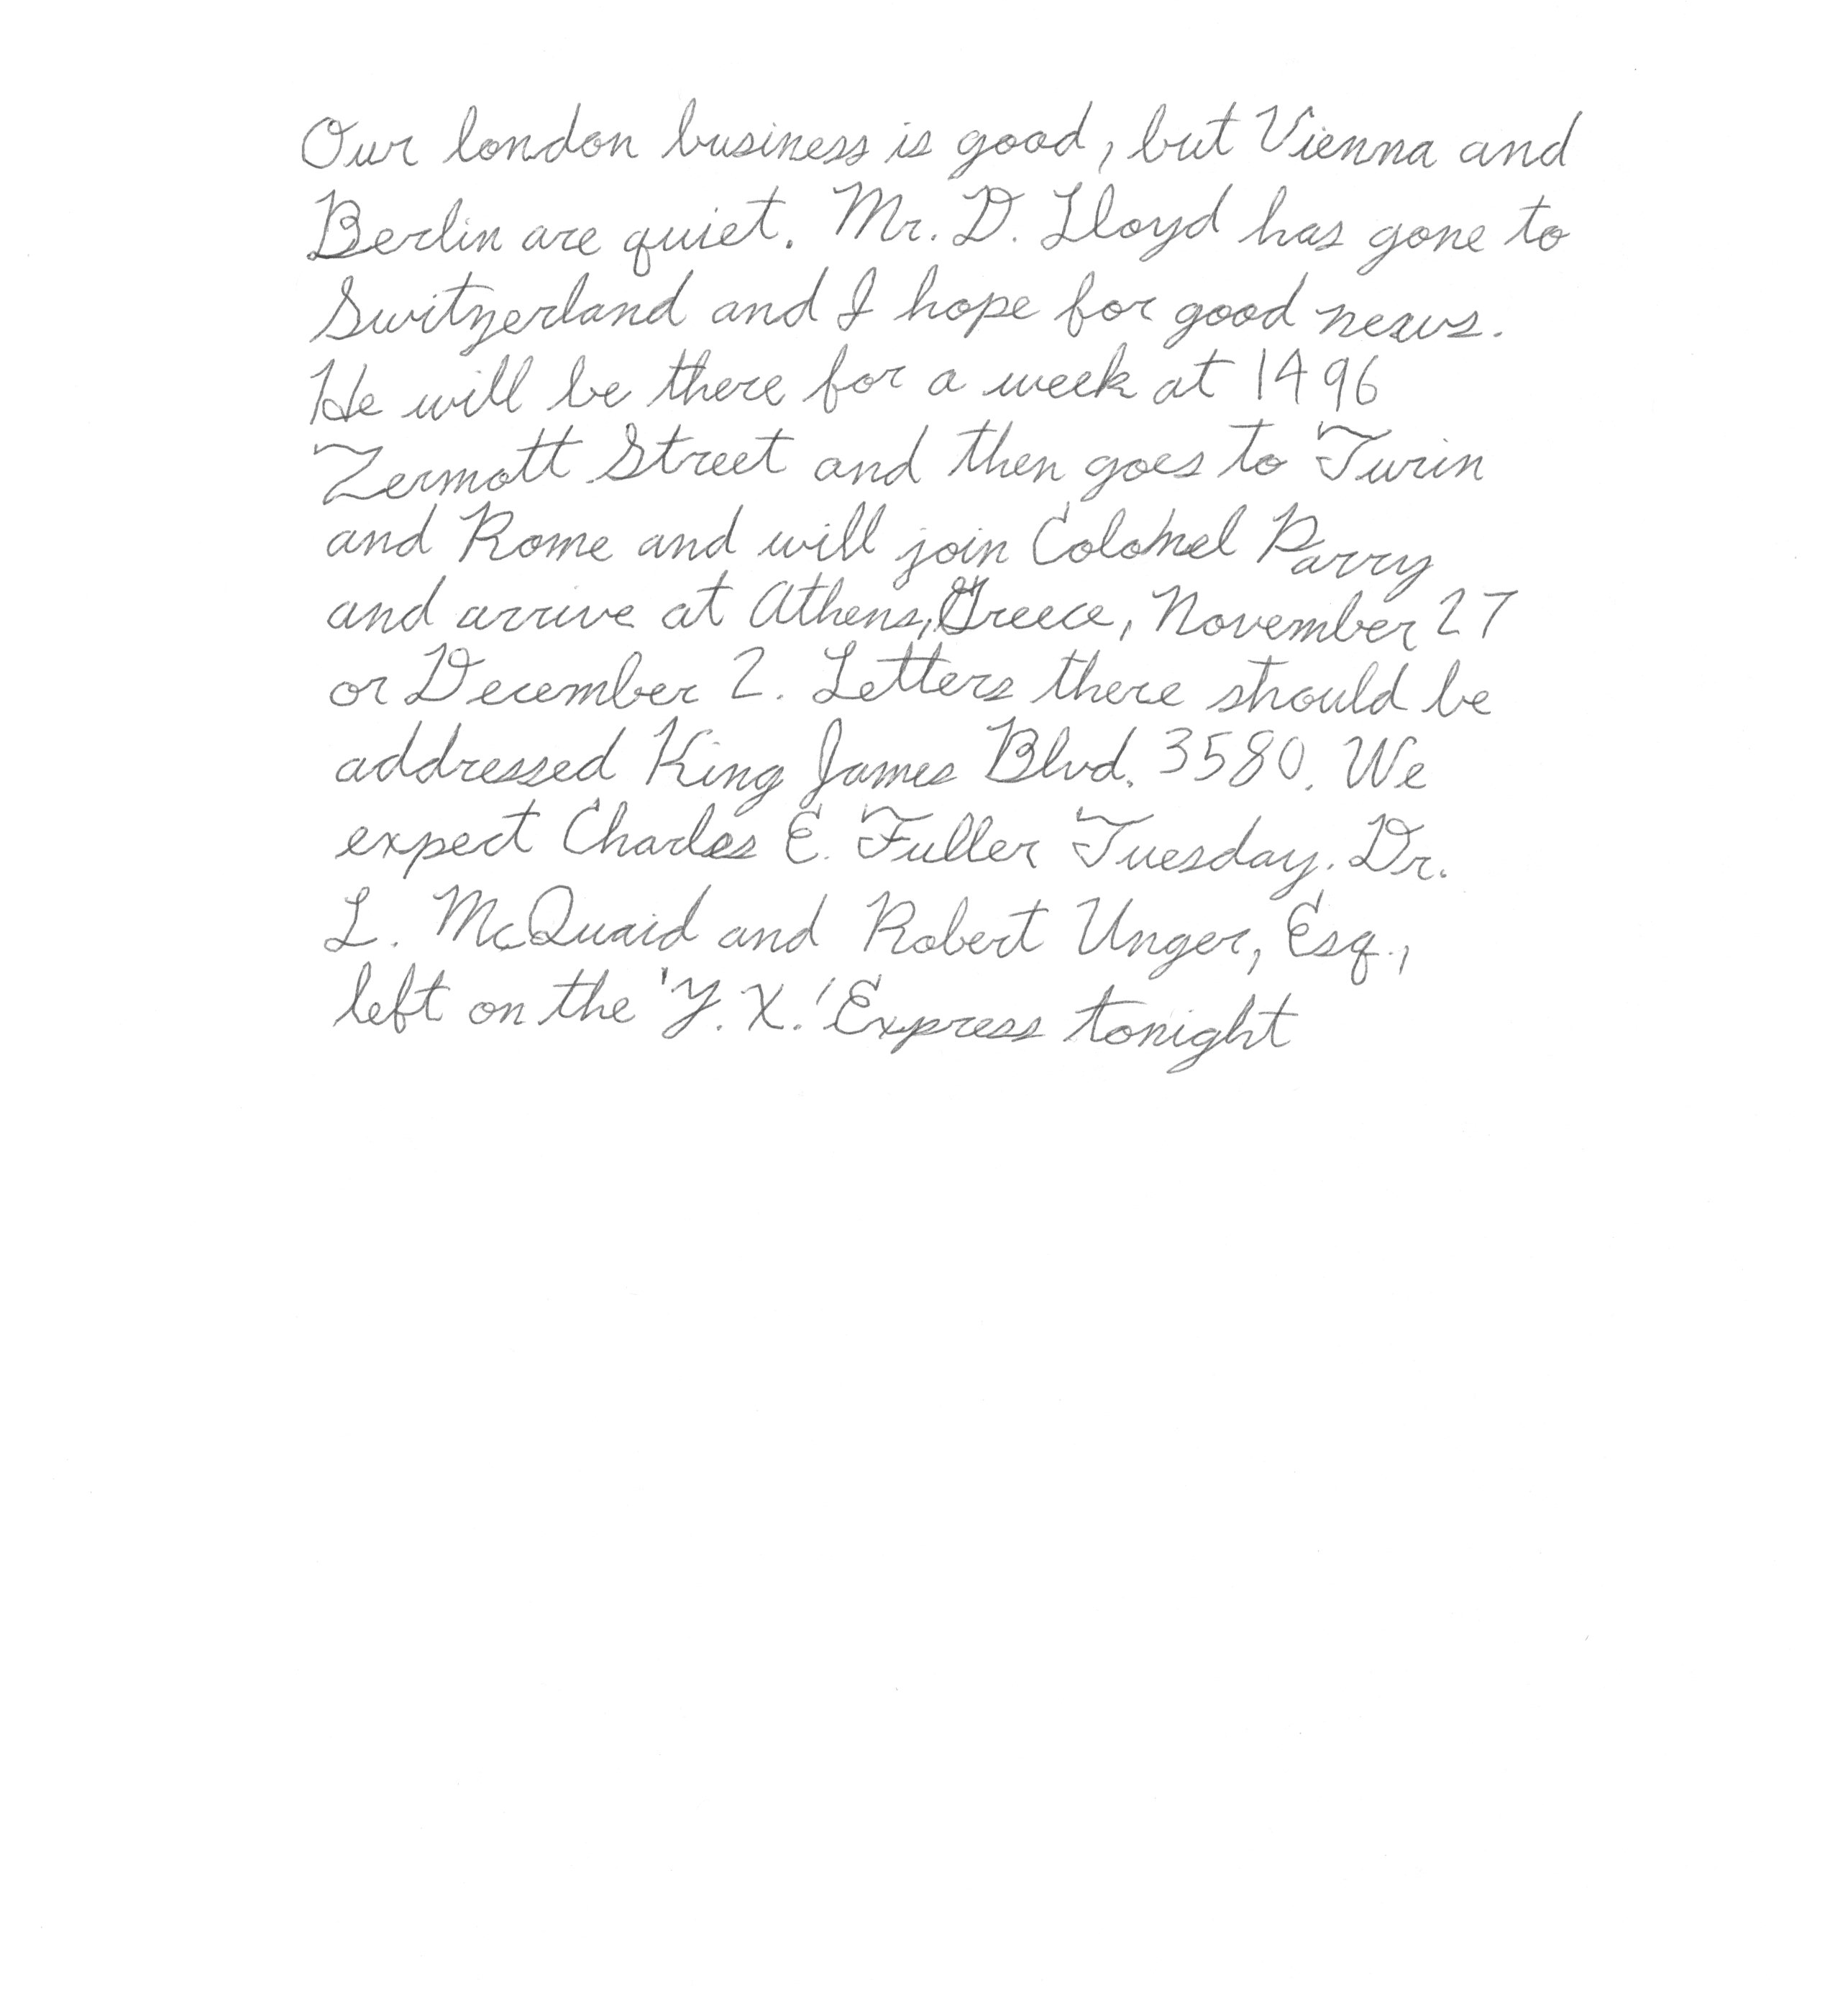 Our london business is good, but Vienna and
Berlin are quiet. Mr. D. Lloyd has gone to
Switzerland and I hope for good news.
He will be there for a week at 1496
Zermott Street and then goes to Turin
and Rome and will join Colonel Parry
and arrive at Athens, Greece, November 27
or December 2. Letters there should be
addressed King James Blvd. 3580. We
expect Charles E. Fuller Tuesday. Dr.
L. McQuaid and Robert Unger, Esq.,
left on the 'Y.X.' Express tonight